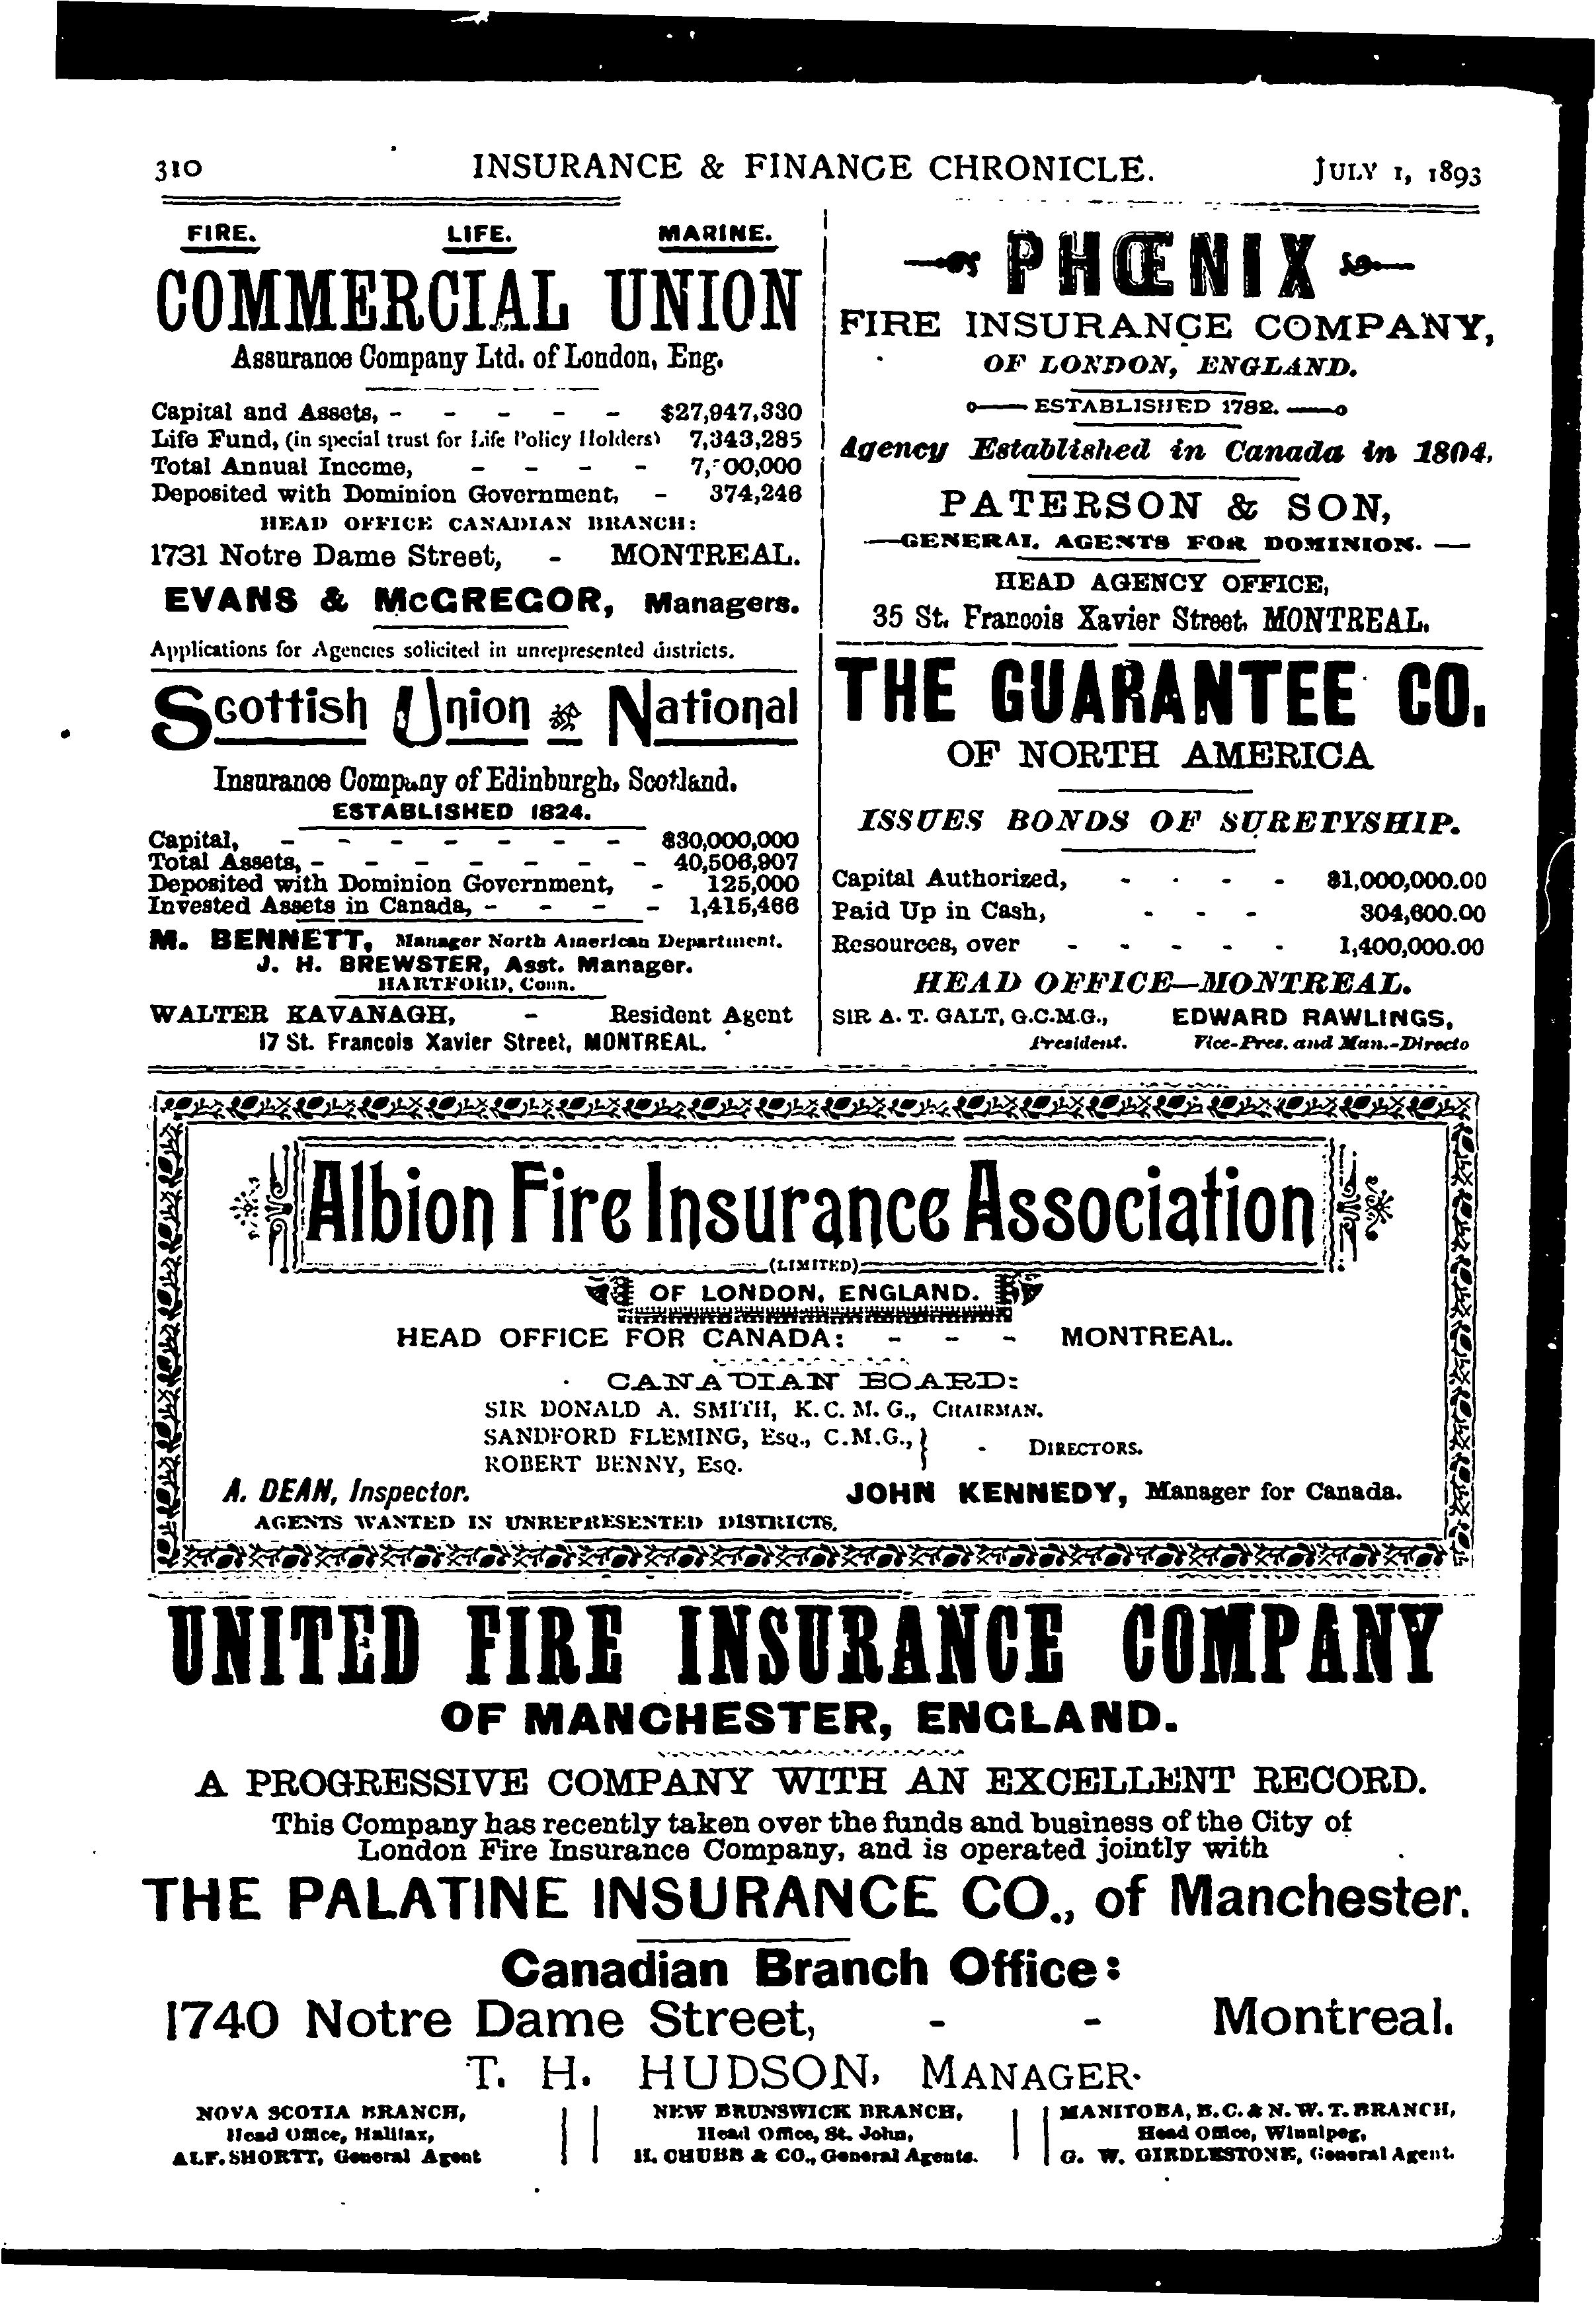 310 INSURANCE & FINANCE CHRONICLE. JULY 1, 1893
FIRE. LIFE. MARINE.
COMMERCIAL UNION
Assurance Company Ltd. of London, Eng.
Capital and Assets, - - - - - $27,947,330
Life Fund, (in special trust for Life Policy Holders) 7,343,285
Total Annual Income, - - - -
Deposited with Dominion Government, - 374,246
HEAD OFFICE CANADIAN BRANCH:
1731 Notre Dame Street, - MONTREAL.
EVANS & McGREGOR, Managers.
Applications for Agencies solicited in unrepresented districts.
Scottish Union & National
Insurance Company of Edinburgh, Scotland.
ESTABLISHED 1824.
Capital, - - - - - - - $30,000,000
Total Assets, - - - - - - - 40,506,907
Deposited with Dominion Government, - 125,000
Invested Assets in Canada, - - - - 1,415,466
M. BENNETT, Manager North American Department.
J. H. BREWSTER, Asst. Manager.
HARTFORD, Conn.
WALTER KAVANAGH, - Resident Agent
17 St. Francois Xavier Street, MONTREAL.
PHŒNIX
FIRE INSURANCE COMPANY,
OF LONDON, ENGLAND.
ESTABLISHED 1782.
Agency Established in Canada in 1804.
PATERSON & SON,
—GENERAL AGENTS FOR DOMINION.—
HEAD AGENCY OFFICE,
35 St. Francois Xavier Street, MONTREAL.
THE GUARANTEE CO.
OF NORTH AMERICA
ISSUES BONDS OF SURETYSHIP.
Capital Authorized, - - - - $1,000,000.00
Paid Up in Cash, - - - 304,600.00
Resources, over - - - - - 1,400,000.00
HEAD OFFICE—MONTREAL.
SIR A. T. GALT, G.C.M.G., EDWARD RAWLINGS,
President. Vice-Pres. and Man.-Directo
Albion Fire Insurance Association
(LIMITED)
OF LONDON, ENGLAND.
HEAD OFFICE FOR CANADA: - - - MONTREAL.
CANADIAN BOARD:
SIR DONALD A. SMITH, K.C.M.G., CHAIRMAN.
SANDFORD FLEMING, ESQ., C.M.G., } - DIRECTORS.
ROBERT BENNY, ESQ.
A. DEAN, Inspector. JOHN KENNEDY, Manager for Canada.
AGENTS WANTED IN UNREPRESENTED DISTRICTS.
UNITED FIRE INSURANCE COMPANY
OF MANCHESTER, ENGLAND.
A PROGRESSIVE COMPANY WITH AN EXCELLENT RECORD.
This Company has recently taken over the funds and business of the City of
London Fire Insurance Company, and is operated jointly with
THE PALATINE INSURANCE CO., of Manchester.
Canadian Branch Office:
1740 Notre Dame Street, - - Montreal.
T. H. HUDSON, MANAGER.
NOVA SCOTIA BRANCH,
Head Office, Halifax,
ALF. SHORTT, General Agent
NEW BRUNSWICK BRANCH,
Head Office, St. John,
H. CHUBB & CO., General Agents.
MANITOBA, B.C. & N.W.T. BRANCH,
Head Office, Winnipeg,
G. W. GIRDLESTONE, General Agent.